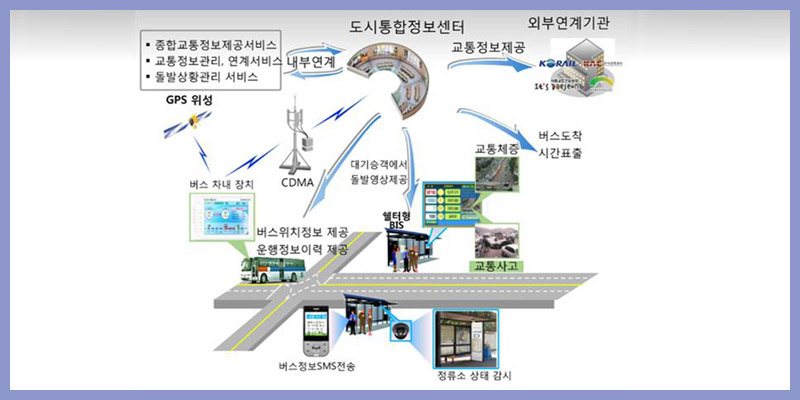 도시통합정보센터
외부연계기관
▪ 종합교통정보제공서비스
▪ 교통정보관리, 연계서비스
▪ 돌발상황관리 서비스
내부연계
교통정보제공
KORAIL
It's Daejeon
GPS 위성
CDMA
버스 차내 장치
대기승객에서
돌발영상제공
교통체증
버스도착
시간표출
쉘터형
BIS
버스위치정보 제공
운행정보이력 제공
교통사고
버스정보SMS전송
정류소 상태 감시